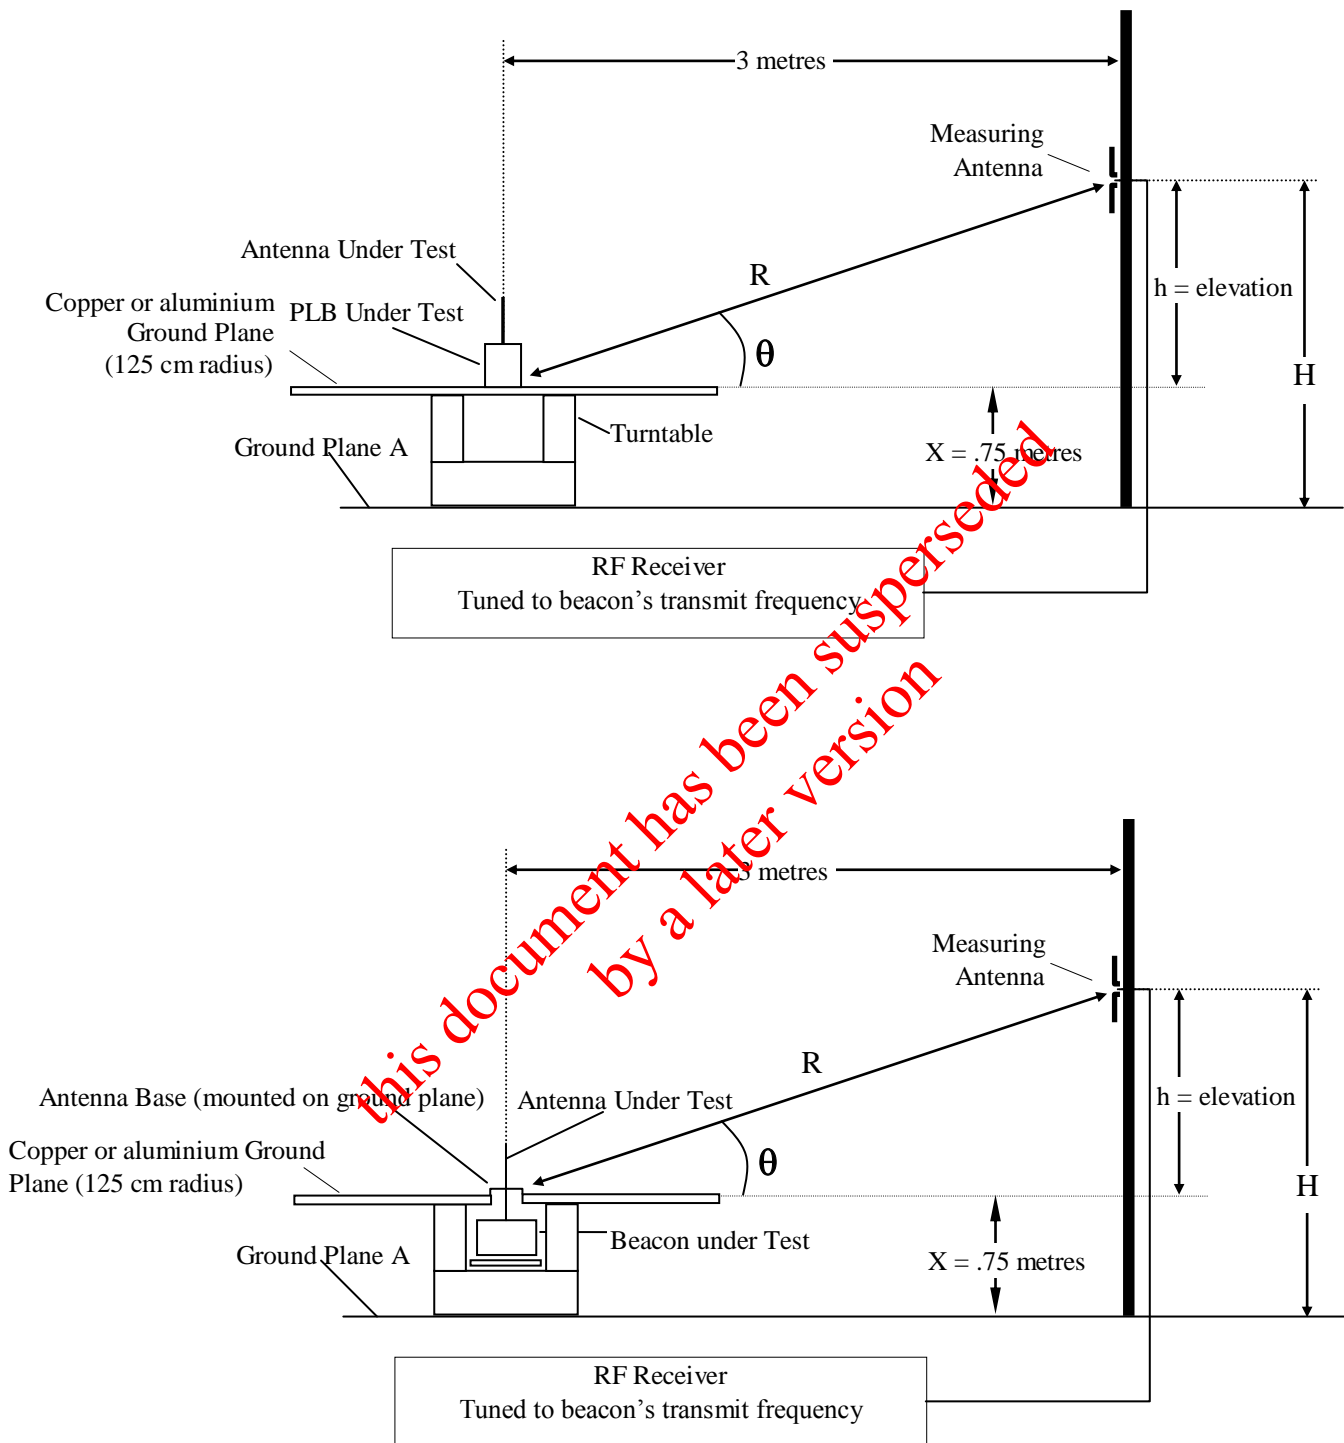 3 metres
Measuring
Antenna
Antenna Under Test
R
h = elevation
Copper or aluminium
Ground Plane
(125 cm radius)
PLB Under Test
θ
H
Turntable
Ground Plane A
X = .75 metres
RF Receiver
Tuned to beacon's transmit frequency
this document has been susperseded
by a later version
3 metres
Measuring
Antenna
R
h = elevation
Antenna Base (mounted on ground plane)
Antenna Under Test
Copper or aluminium Ground
Plane (125 cm radius)
θ
H
Beacon under Test
Ground Plane A
X = .75 metres
RF Receiver
Tuned to beacon's transmit frequency